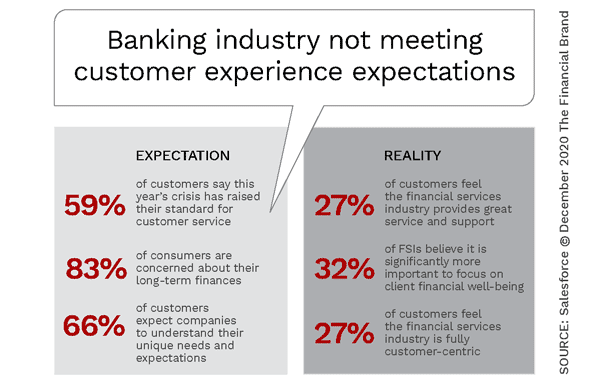 Banking industry not meeting
customer experience expectations
EXPECTATION
59%
of customers say this
year's crisis has raised
their standard for
customer service
83%
of consumers are
concerned about their
long-term finances
66%
of customers
expect companies
to understand their
unique needs and
expectations
REALITY
27%
of customers feel
the financial services
industry provides great
service and support
32%
of FSIs believe it is
significantly more
important to focus on
client financial well-being
27%
of customers feel
the financial services
industry is fully
customer-centric
SOURCE: Salesforce © December 2020 The Financial Brand